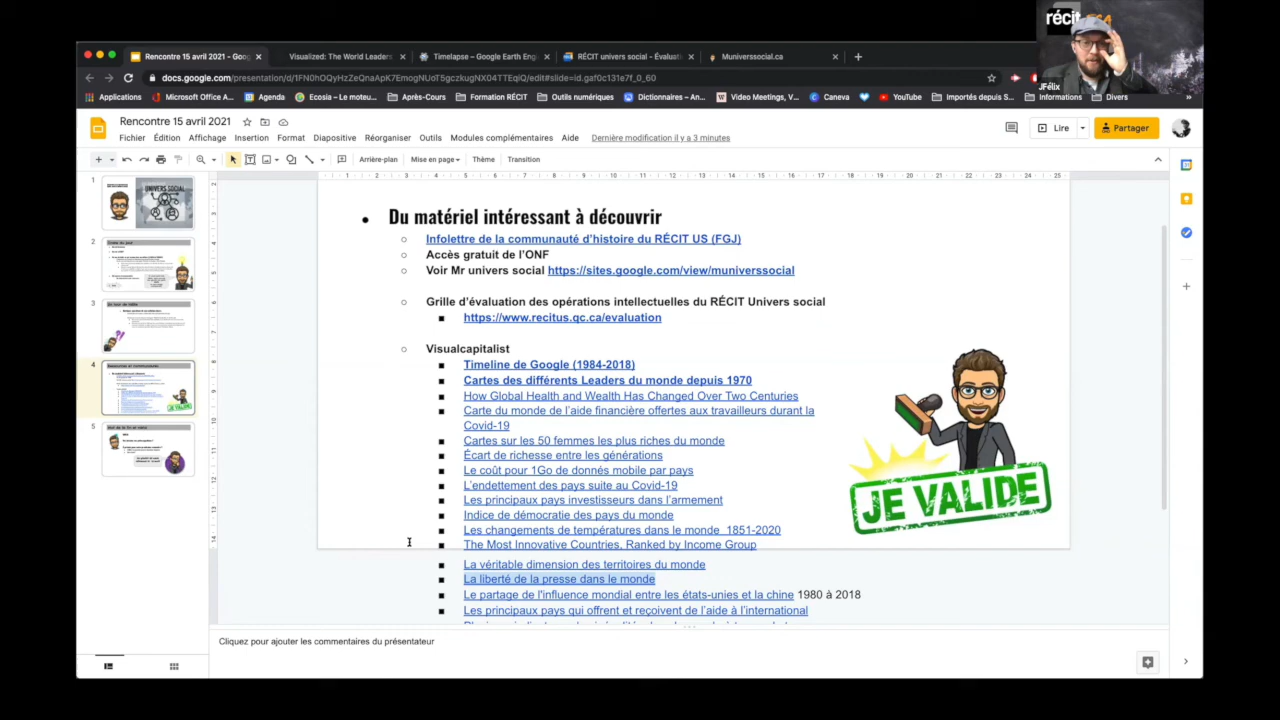 récit
JFélix
Rencontre 15 avril 2021 - Goo
Visualized: The World Leaders
Timelapse – Google Earth Eng
RÉCIT univers social – Évaluati
Muniverssocial.ca
docs.google.com/presentation/d/1FN0hOQyHzZeQnaApK7EmogNUoT5gczkugNX04TTEqiQ/edit#slide=id.gaf0c131e7f_0_60
Applications
Microsoft Office A...
Agenda
Ecosia – Le moteu...
Après-Cours
Formation RÉCIT
Outils numériques
Dictionnaires – An...
Video Meetings, V...
Caneva
YouTube
Importés depuis S...
Informations
Divers
Rencontre 15 avril 2021
Fichier Édition Affichage Insertion Format Diapositive Réorganiser Outils Modules complémentaires Aide Dernière modification il y a 3 minutes
Lire
Partager
Arrière-plan Mise en page Thème Transition
1
UNIVERS SOCIAL
2
3
4
JE VALIDE
5
Du matériel intéressant à découvrir
Infolettre de la communauté d'histoire du RÉCIT US (FGJ)
Accès gratuit de l'ONF
Voir Mr univers social https://sites.google.com/view/muniverssocial
Grille d'évaluation des opérations intellectuelles du RÉCIT Univers social
https://www.recitus.qc.ca/evaluation
Visualcapitalist
Timeline de Google (1984-2018)
Cartes des différents Leaders du monde depuis 1970
How Global Health and Wealth Has Changed Over Two Centuries
Carte du monde de l'aide financière offertes aux travailleurs durant la
Covid-19
Cartes sur les 50 femmes les plus riches du monde
Écart de richesse entre les générations
Le coût pour 1Go de donnés mobile par pays
L'endettement des pays suite au Covid-19
Les principaux pays investisseurs dans l'armement
Indice de démocratie des pays du monde
Les changements de températures dans le monde 1851-2020
The Most Innovative Countries, Ranked by Income Group
La véritable dimension des territoires du monde
La liberté de la presse dans le monde
Le partage de l'influence mondial entre les états-unies et la chine 1980 à 2018
Les principaux pays qui offrent et reçoivent de l'aide à l'international
JE VALIDE
Cliquez pour ajouter les commentaires du présentateur